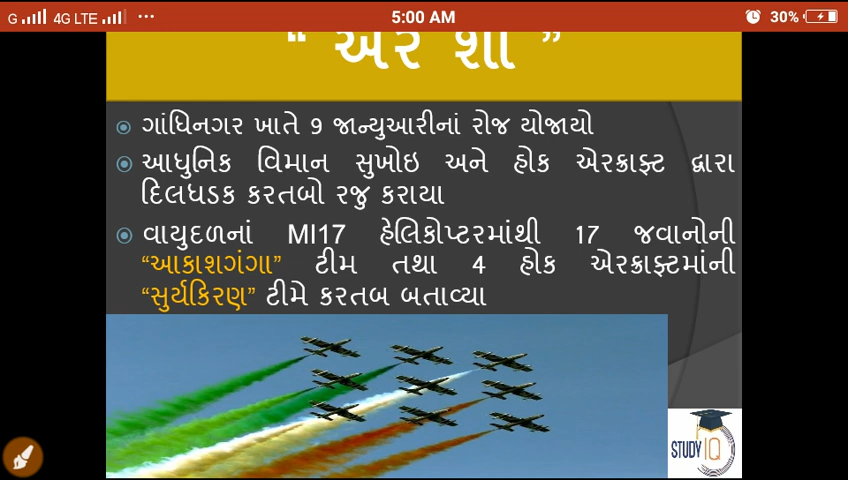 G 4G LTE 5:00 AM 30%
“ એર શો ”
ગાંધિનગર ખાતે 9 જાન્યુઆરીનાં રોજ યોજાયો
આધુનિક વિમાન સુખોઇ અને હોક એરક્રાફ્ટ દ્વારા
દિલધડક કરતબો રજુ કરાયા
વાયુદળનાં MI17 હેલિકોપ્ટરમાંથી 17 જવાનોની
“આકાશગંગા” ટીમ તથા 4 હોક એરક્રાફ્ટમાંની
“સુર્યકિરણ” ટીમે કરતબ બતાવ્યા
STUDY IQ